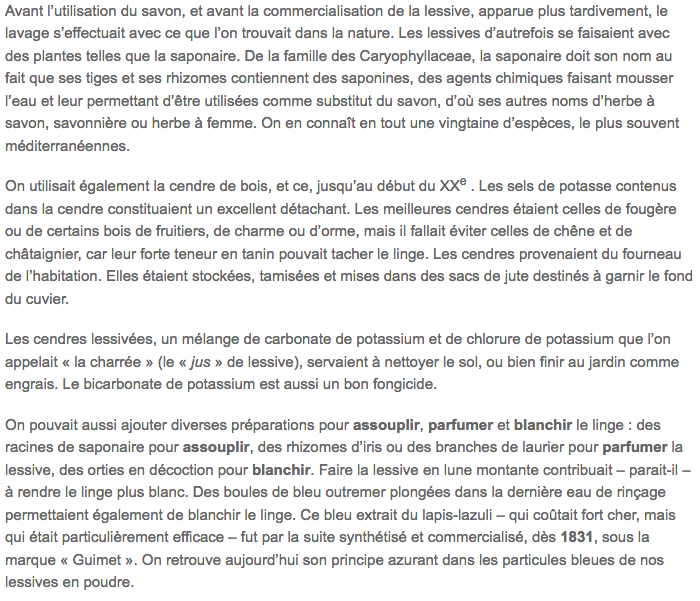 Avant l’utilisation du savon, et avant la commercialisation de la lessive, apparue plus tardivement, le
lavage s’effectuait avec ce que l’on trouvait dans la nature. Les lessives d’autrefois se faisaient avec
des plantes telles que la saponaire. De la famille des Caryophyllaceae, la saponaire doit son nom au
fait que ses tiges et ses rhizomes contiennent des saponines, des agents chimiques faisant mousser
l’eau et leur permettant d’être utilisées comme substitut du savon, d’où ses autres noms d’herbe à
savon, savonnière ou herbe à femme. On en connaît en tout une vingtaine d’espèces, le plus souvent
méditerranéennes.
On utilisait également la cendre de bois, et ce, jusqu’au début du XXe . Les sels de potasse contenus
dans la cendre constituaient un excellent détachant. Les meilleures cendres étaient celles de fougère
ou de certains bois de fruitiers, de charme ou d’orme, mais il fallait éviter celles de chêne et de
châtaignier, car leur forte teneur en tanin pouvait tacher le linge. Les cendres provenaient du fourneau
de l’habitation. Elles étaient stockées, tamisées et mises dans des sacs de jute destinés à garnir le fond
du cuvier.
Les cendres lessivées, un mélange de carbonate de potassium et de chlorure de potassium que l’on
appelait « la charrée » (le « jus » de lessive), servaient à nettoyer le sol, ou bien finir au jardin comme
engrais. Le bicarbonate de potassium est aussi un bon fongicide.
On pouvait aussi ajouter diverses préparations pour assouplir, parfumer et blanchir le linge : des
racines de saponaire pour assouplir, des rhizomes d’iris ou des branches de laurier pour parfumer la
lessive, des orties en décoction pour blanchir. Faire la lessive en lune montante contribuait – parait-il –
à rendre le linge plus blanc. Des boules de bleu outremer plongées dans la dernière eau de rinçage
permettaient également de blanchir le linge. Ce bleu extrait du lapis-lazuli – qui coûtait fort cher, mais
qui était particulièrement efficace – fut par la suite synthétisé et commercialisé, dès 1831, sous la
marque « Guimet ». On retrouve aujourd’hui son principe azurant dans les particules bleues de nos
lessives en poudre.